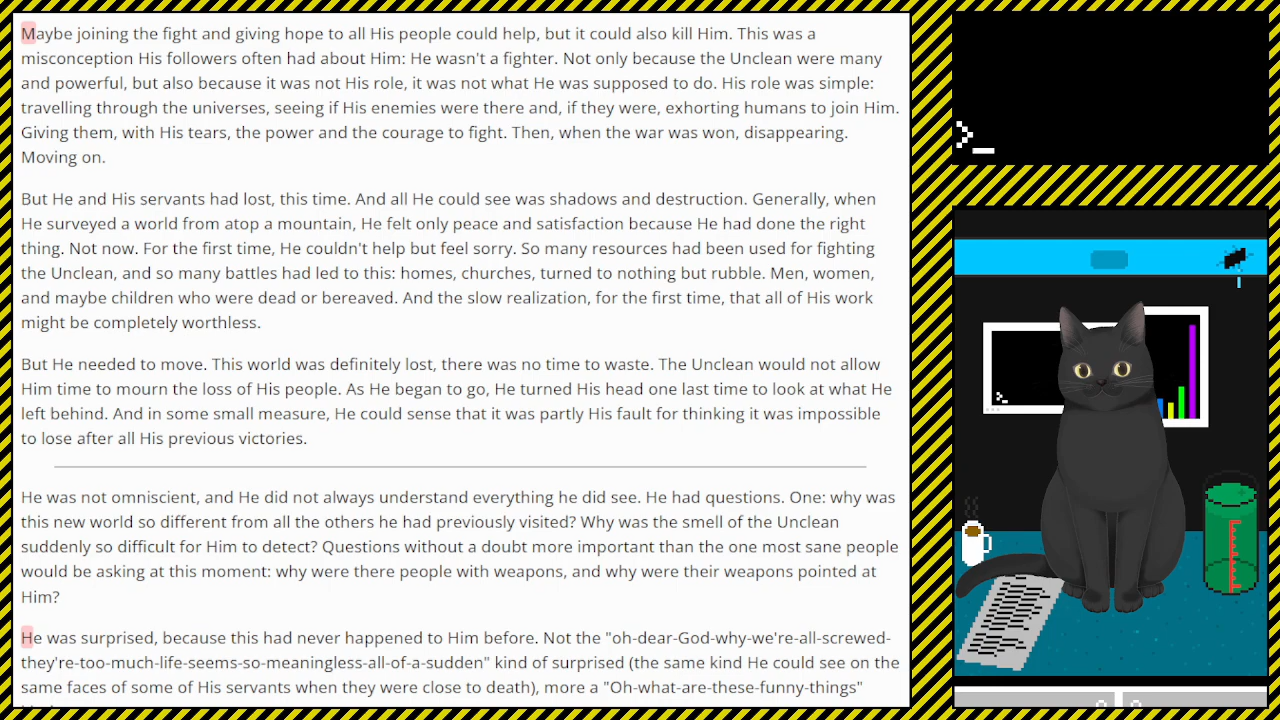 Maybe joining the fight and giving hope to all His people could help, but it could also kill Him. This was a
misconception His followers often had about Him: He wasn't a fighter. Not only because the Unclean were many
and powerful, but also because it was not His role, it was not what He was supposed to do. His role was simple:
travelling through the universes, seeing if His enemies were there and, if they were, exhorting humans to join Him.
Giving them, with His tears, the power and the courage to fight. Then, when the war was won, disappearing.
Moving on.
But He and His servants had lost, this time. And all He could see was shadows and destruction. Generally, when
He surveyed a world from atop a mountain, He felt only peace and satisfaction because He had done the right
thing. Not now. For the first time, He couldn't help but feel sorry. So many resources had been used for fighting
the Unclean, and so many battles had led to this: homes, churches, turned to nothing but rubble. Men, women,
and maybe children who were dead or bereaved. And the slow realization, for the first time, that all of His work
might be completely worthless.
But He needed to move. This world was definitely lost, there was no time to waste. The Unclean would not allow
Him time to mourn the loss of His people. As He began to go, He turned His head one last time to look at what He
left behind. And in some small measure, He could sense that it was partly His fault for thinking it was impossible
to lose after all His previous victories.
He was not omniscient, and He did not always understand everything he did see. He had questions. One: why was
this new world so different from all the others he had previously visited? Why was the smell of the Unclean
suddenly so difficult for Him to detect? Questions without a doubt more important than the one most sane people
would be asking at this moment: why were there people with weapons, and why were their weapons pointed at
Him?
He was surprised, because this had never happened to Him before. Not the "oh-dear-God-why-we're-all-screwed-
they're-too-much-life-seems-so-meaningless-all-of-a-sudden" kind of surprised (the same kind He could see on the
same faces of some of His servants when they were close to death), more a "Oh-what-are-these-funny-things"
>_